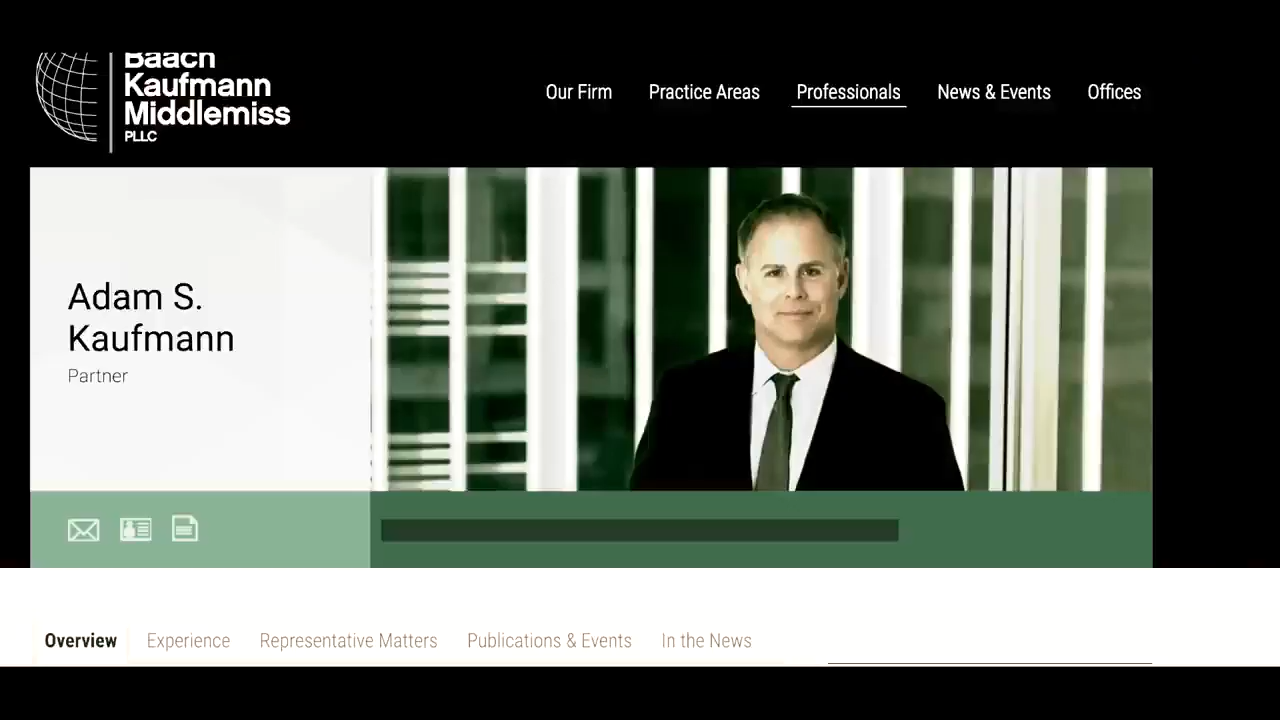 Baach
Kaufmann
Middlemiss
PLLC
Our Firm
Practice Areas
Professionals
News & Events
Offices
Adam S.
Kaufmann
Partner
Overview
Experience
Representative Matters
Publications & Events
In the News